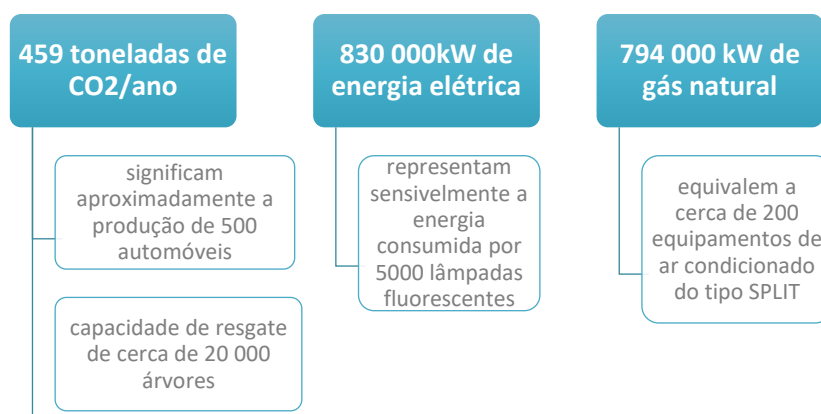 459 toneladas de
CO2/ano
significam
aproximadamente a
produção de 500
automóveis
capacidade de resgate
de cerca de 20 000
árvores
830 000kW de
energia elétrica
representam
sensivelmente a
energia
consumida por
5000 lâmpadas
fluorescentes
794 000 kW de
gás natural
equivalem a
cerca de 200
equipamentos de
ar condicionado
do tipo SPLIT